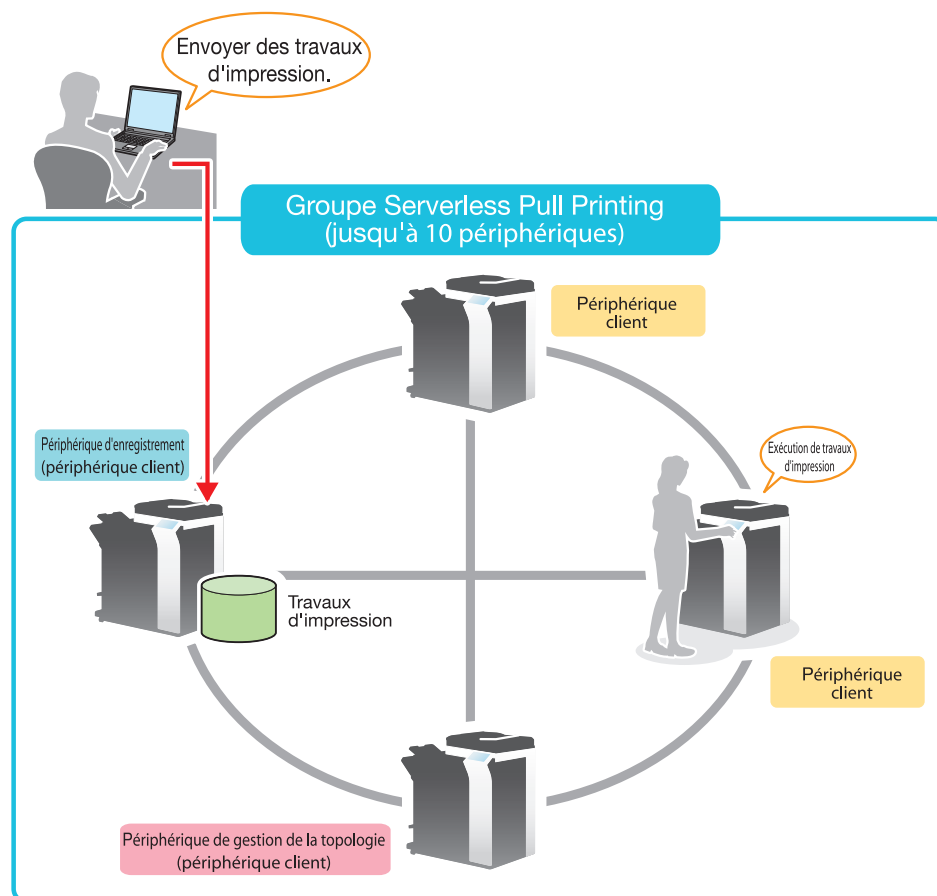 Envoyer des travaux
d'impression.
Groupe Serverless Pull Printing
(jusqu'à 10 périphériques)
Périphérique
client
Périphérique d'enregistrement
(périphérique client)
Exécution de travaux
d'impression
Travaux
d'impression
Périphérique
client
Périphérique de gestion de la topologie
(périphérique client)